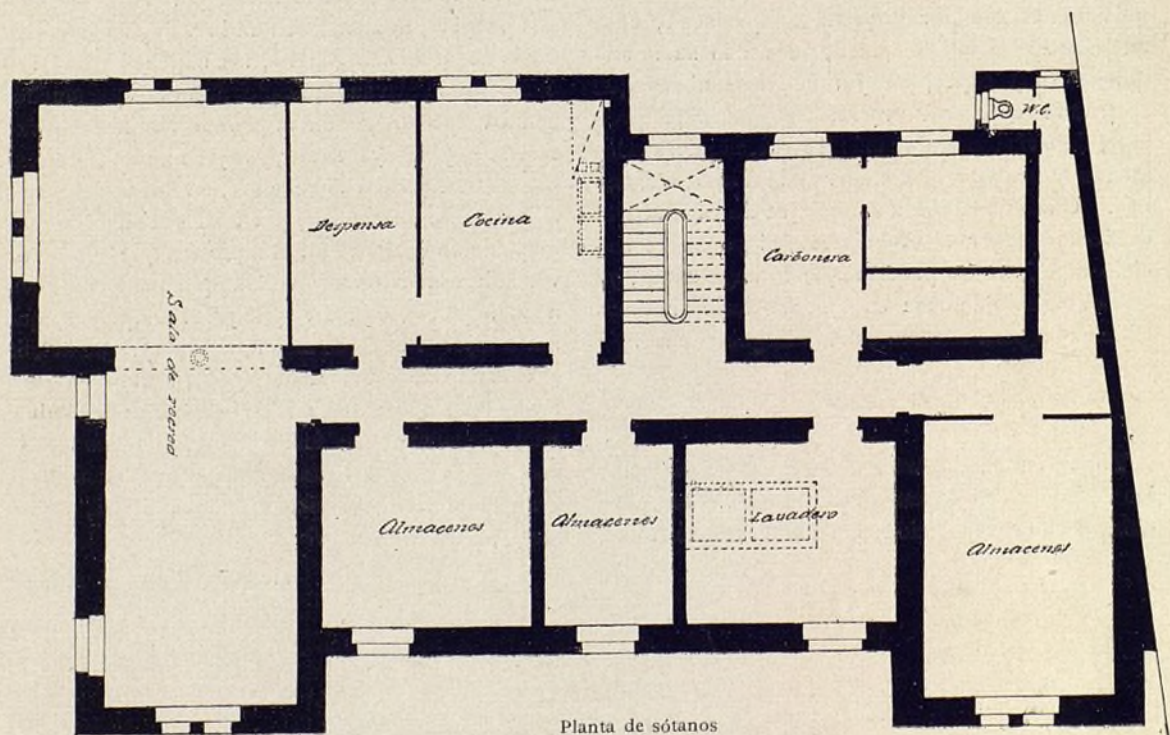 W.C.
Despensa
Cocina
Carbonera
Sala de recreo
Almacenes
Almacenes
Lavadero
Almacenes
Planta de sótanos